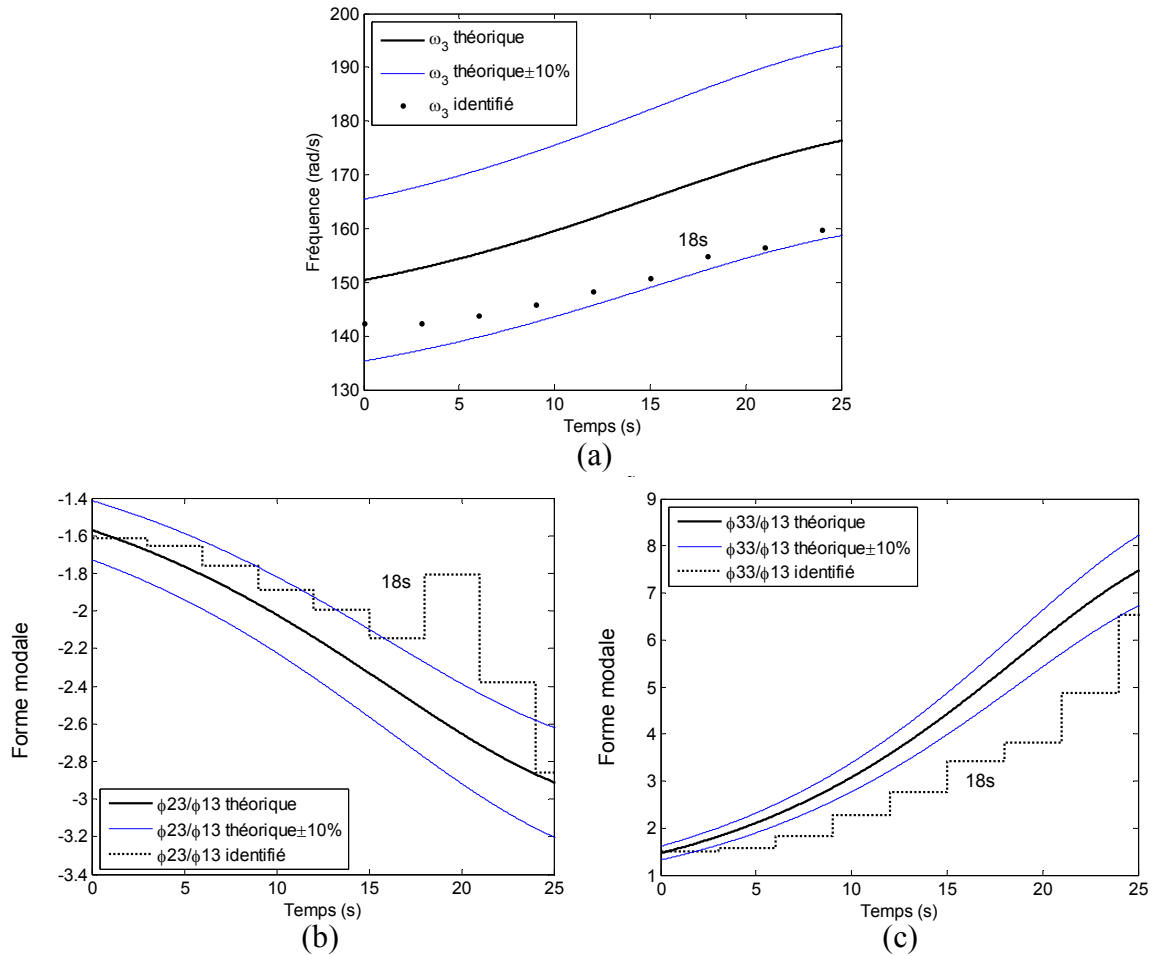 200
190
180
170
160
150
140
130
Fréquence (rad/s)
ω3 théorique
ω3 théorique±10%
ω3 identifié
18s
0 5 10 15 20 25
Temps (s)
(a)
-1.4
-1.6
-1.8
-2
-2.2
-2.4
-2.6
-2.8
-3
-3.2
-3.4
Forme modale
18s
ϕ23/ϕ13 théorique
ϕ23/ϕ13 théorique±10%
ϕ23/ϕ13 identifié
0 5 10 15 20 25
Temps (s)
(b)
9
8
7
6
5
4
3
2
1
Forme modale
ϕ33/ϕ13 théorique
ϕ33/ϕ13 théorique±10%
ϕ33/ϕ13 identifié
18s
0 5 10 15 20 25
Temps (s)
(c)